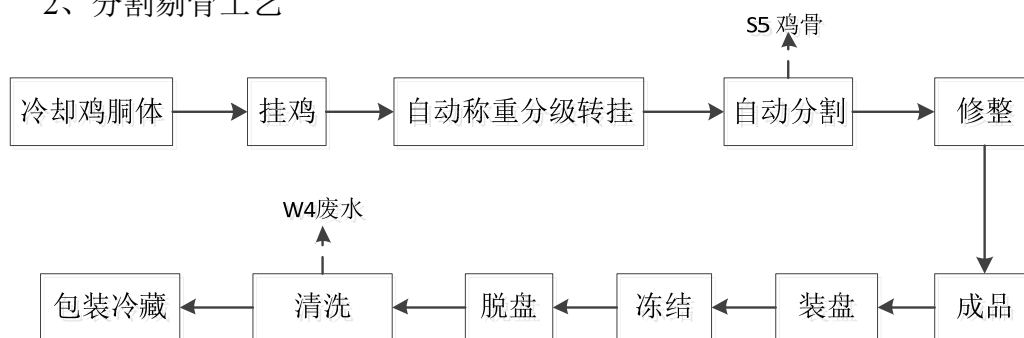 2、分割剔骨工艺
S5 鸡骨
冷却鸡胴体
挂鸡
自动称重分级转挂
自动分割
修整
W4废水
包装冷藏
清洗
脱盘
冻结
装盘
成品